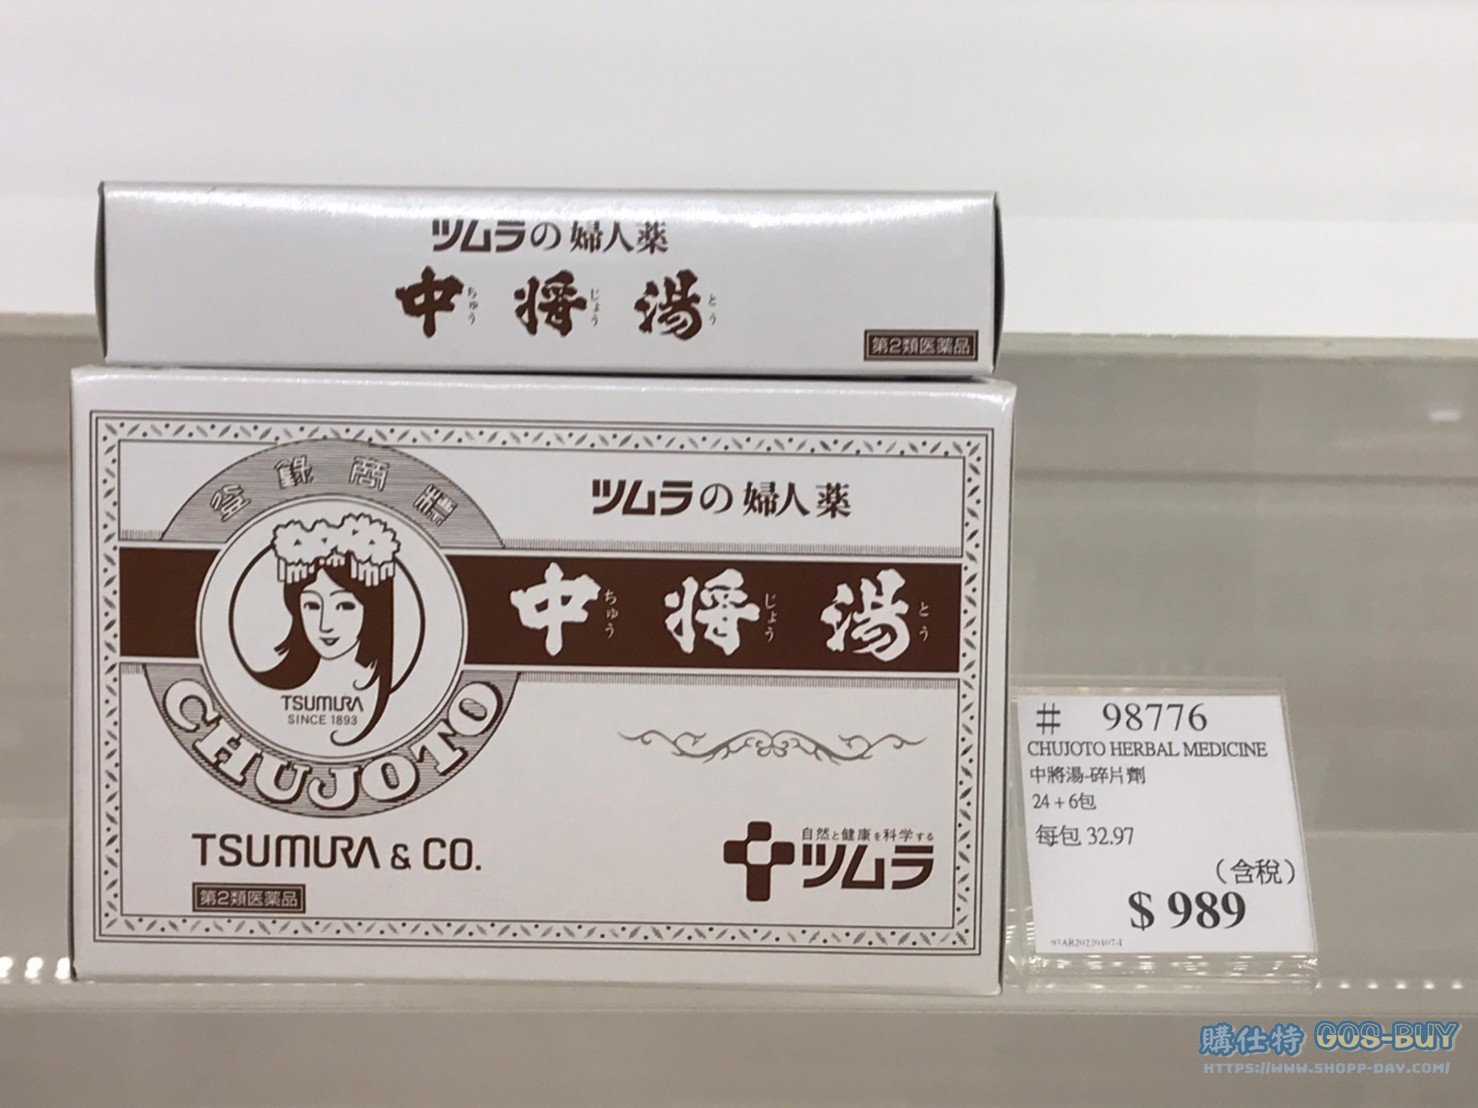 ツムラの婦人薬
中将湯
ちゅう じょう とう
第2類医薬品
登錄商標
ツムラの婦人薬
中将湯
ちゅう じょう とう
TSUMURA
SINCE 1893
CHUJOTO
TSUMURA & CO.
第2類医薬品
自然と健康を科学する
ツムラ
# 98776
CHUJOTO HERBAL MEDICINE
中將湯-碎片劑
24 + 6包
每包 32.97
(含稅)
$ 989
購仕特 GOS-BUY
HTTPS://WWW.SHOPP-DAY.COM/